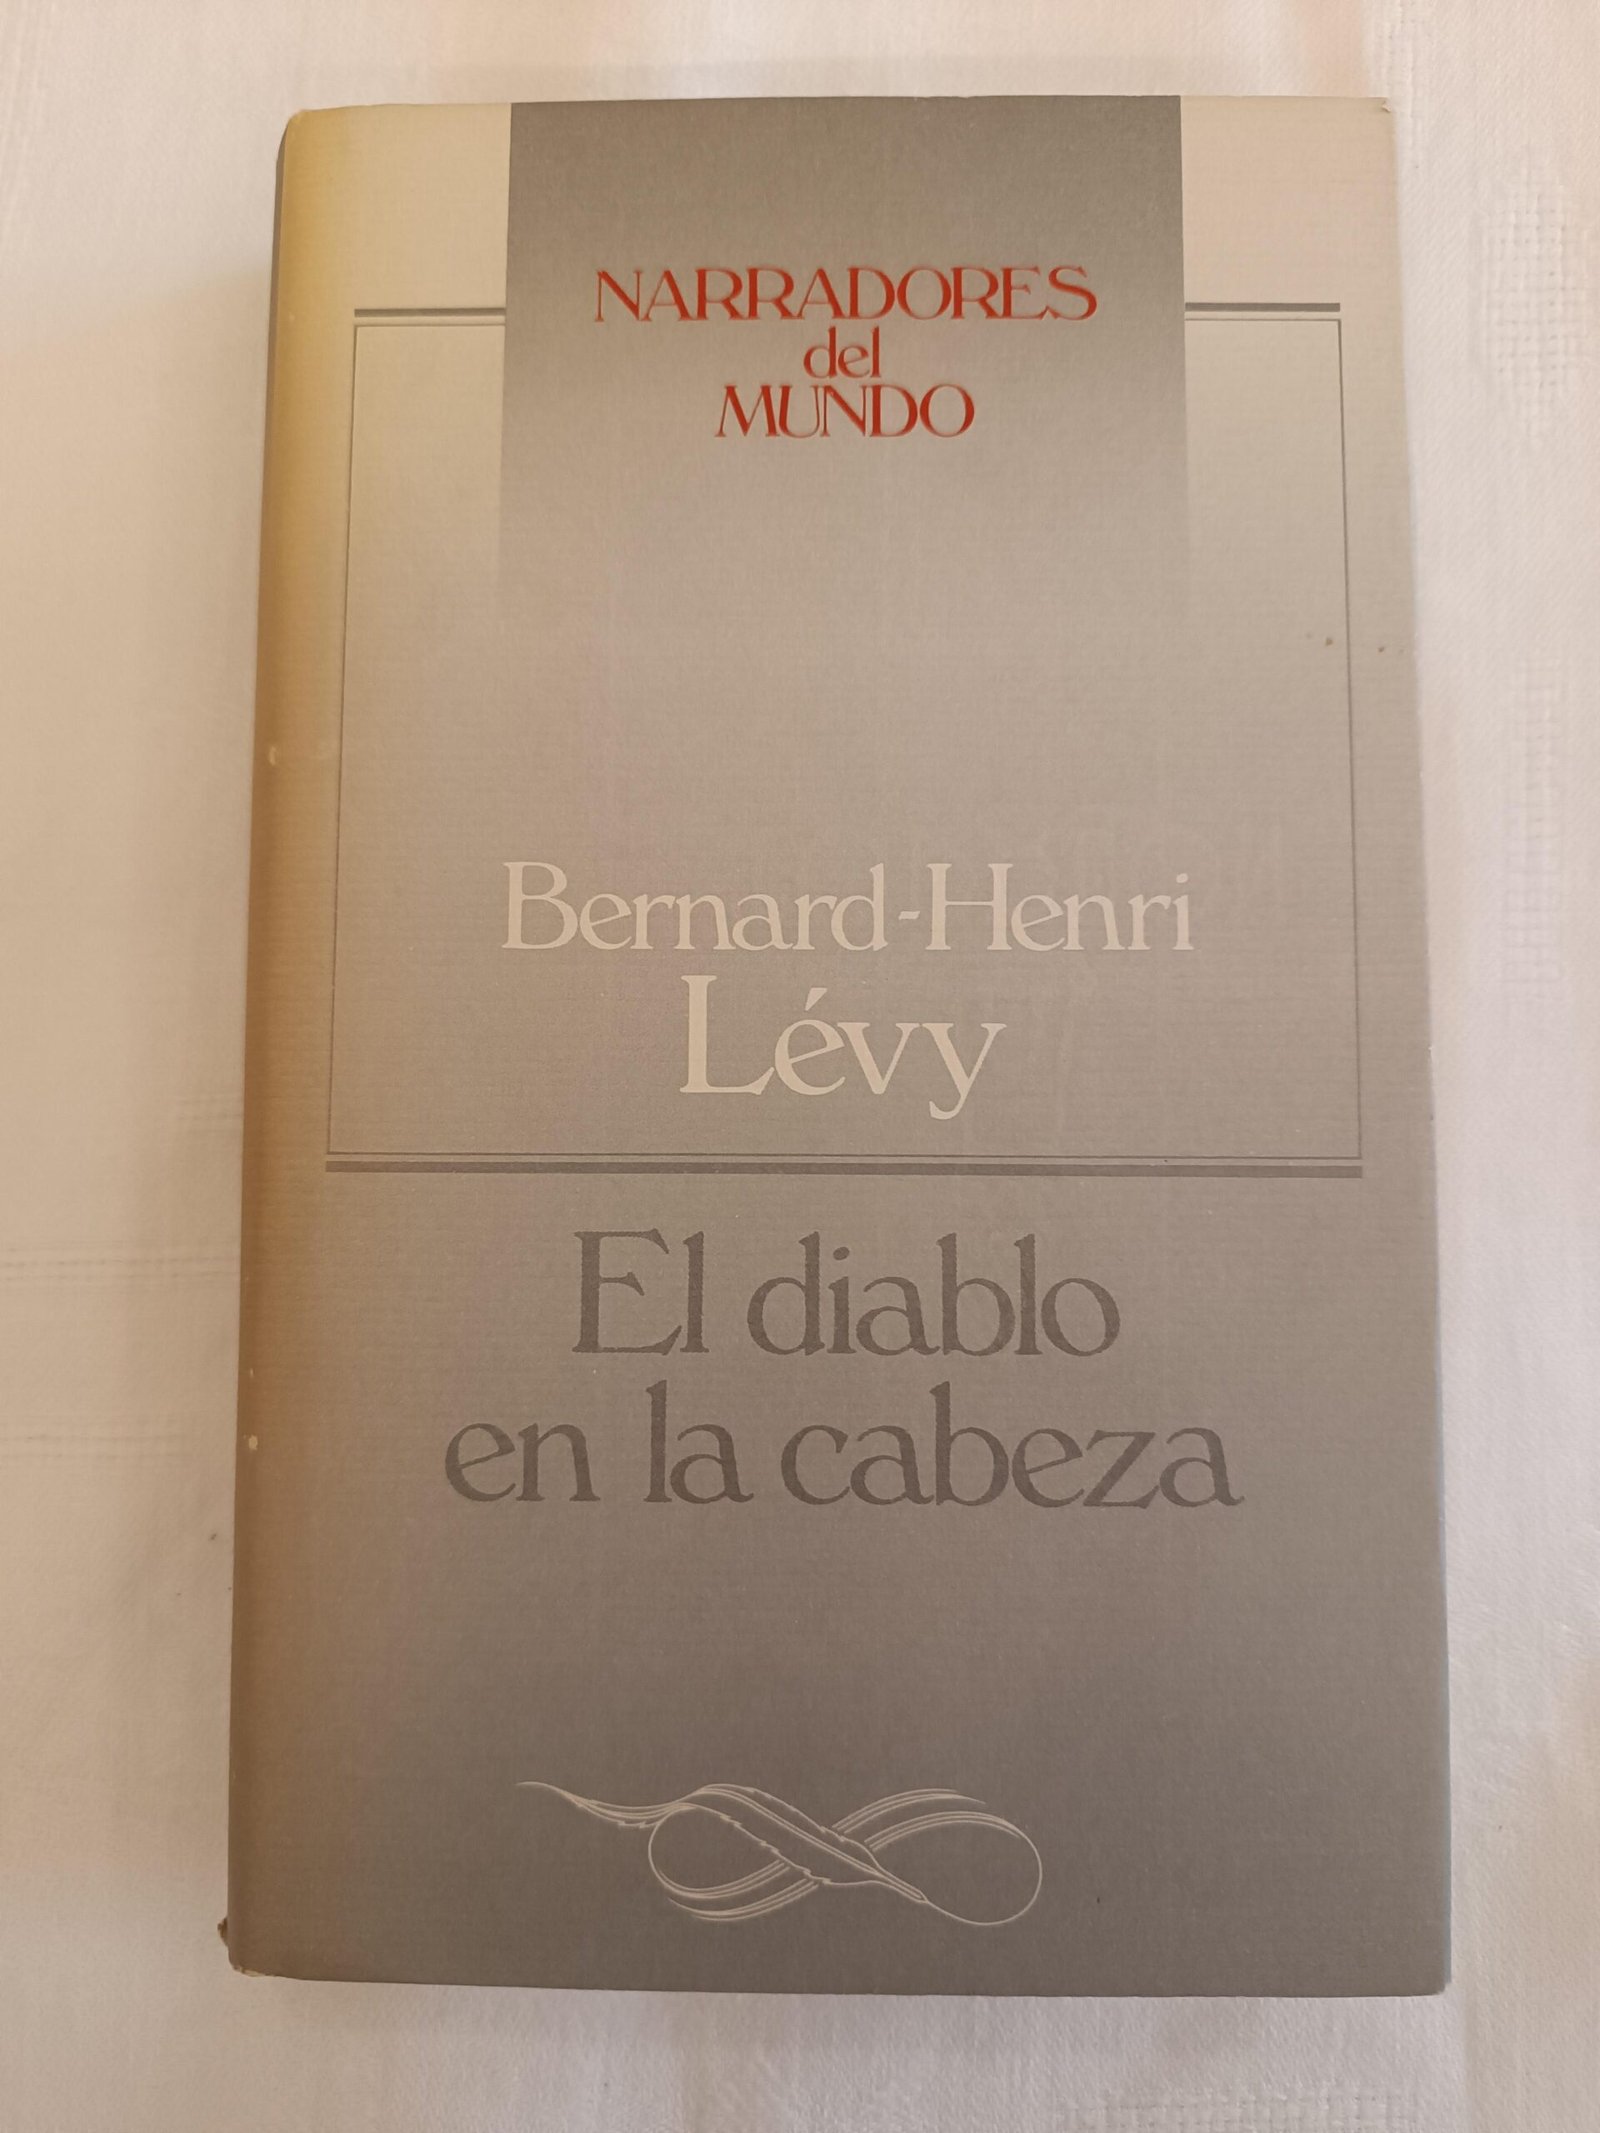 NARRADORES
del
MUNDO
Bernard-Henri
Lévy
El diablo
en la cabeza